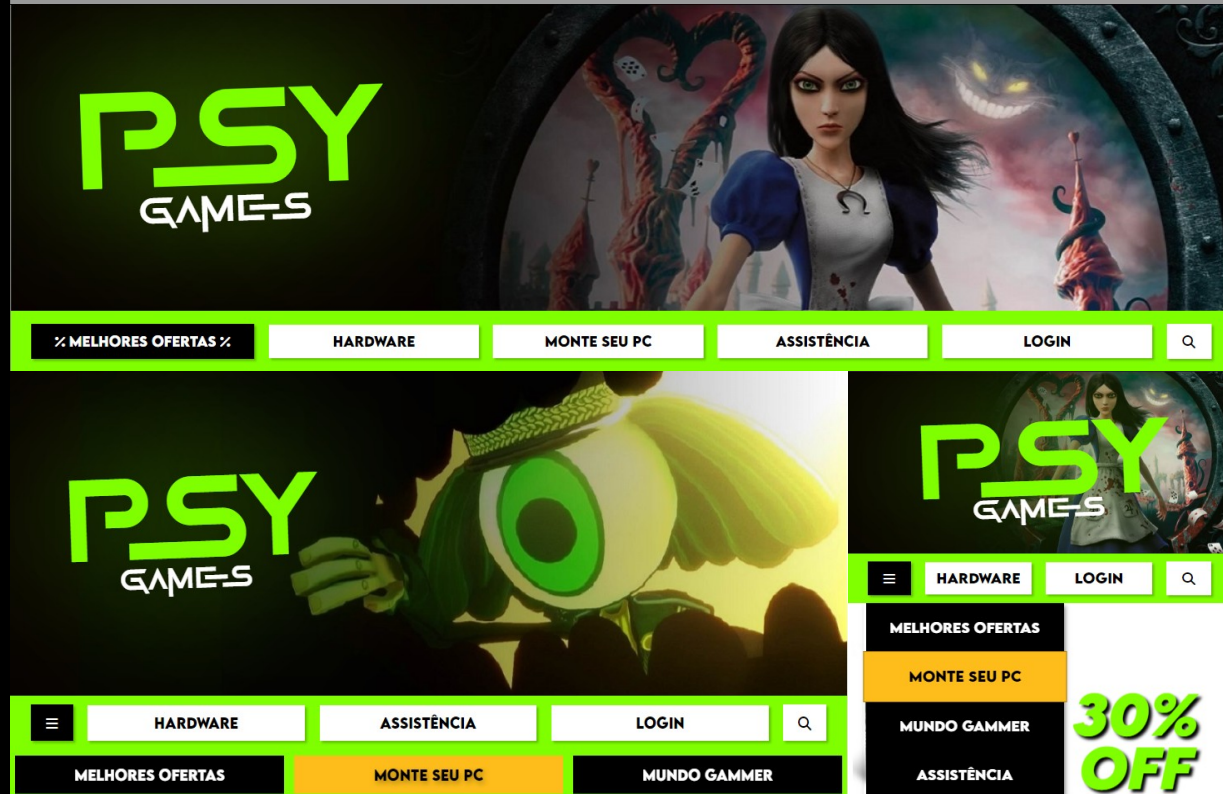 PSY
GAMES
% MELHORES OFERTAS %
HARDWARE
MONTE SEU PC
ASSISTÊNCIA
LOGIN
PSY
GAMES
HARDWARE
ASSISTÊNCIA
LOGIN
MELHORES OFERTAS
MONTE SEU PC
MUNDO GAMMER
PSY
GAMES
HARDWARE
LOGIN
MELHORES OFERTAS
MONTE SEU PC
MUNDO GAMMER
ASSISTÊNCIA
30%
OFF